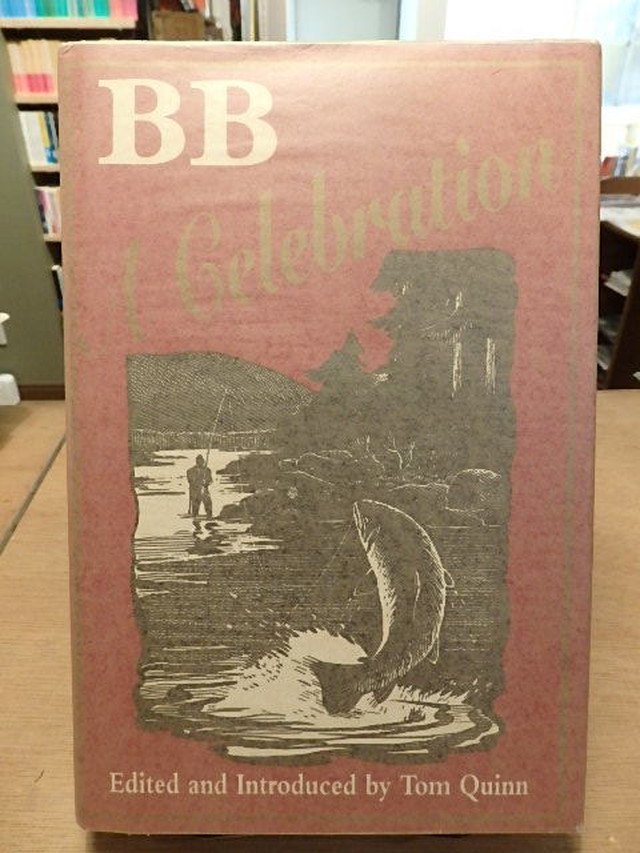 BB
A Celebration
Edited and Introduced by Tom Quinn